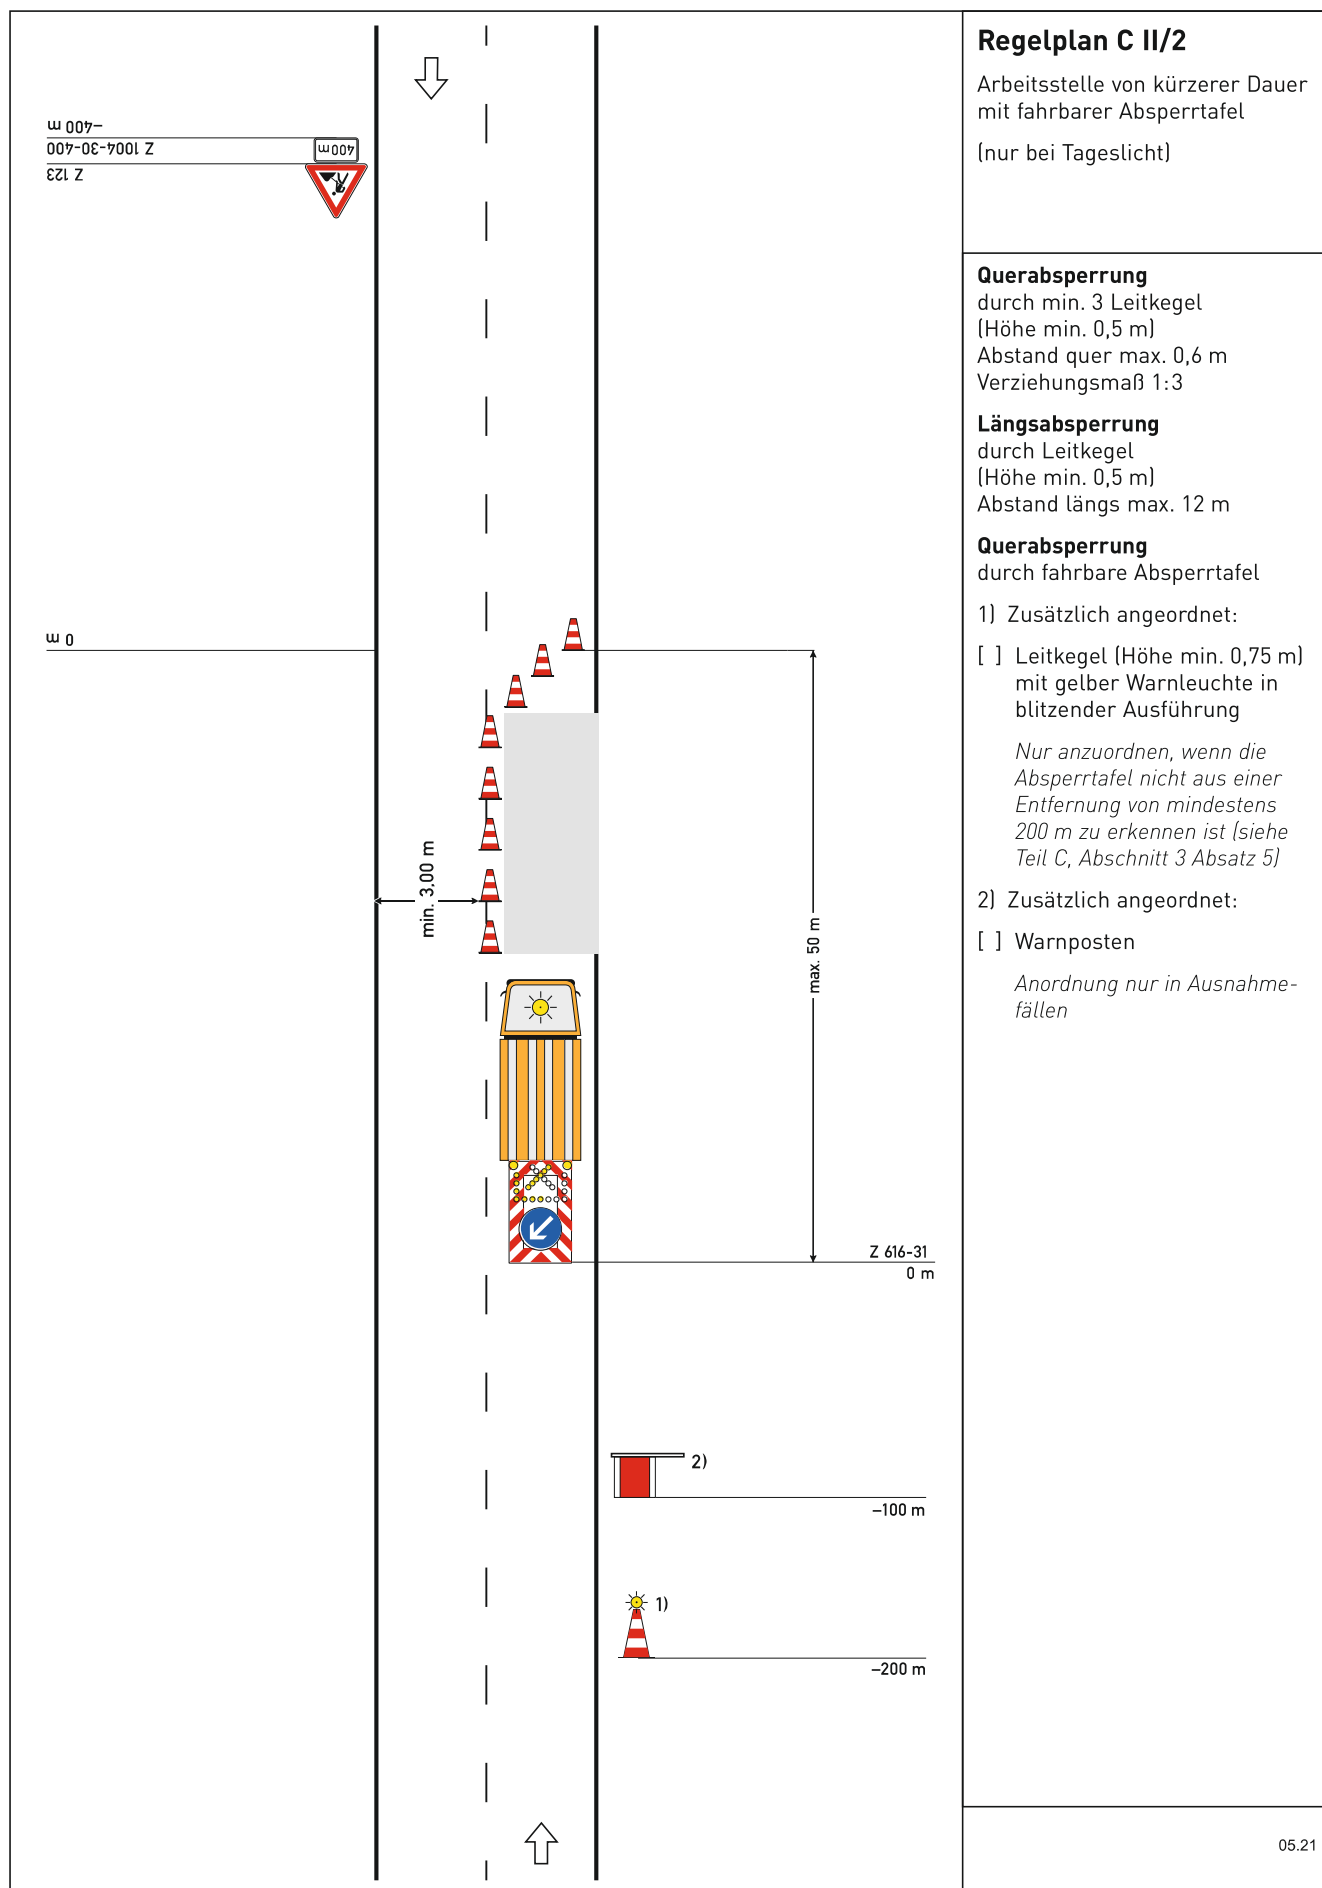 Regelplan C II/2
Arbeitsstelle von kürzerer Dauer
mit fahrbarer Absperrtafel
(nur bei Tageslicht)
Querabsperrung
durch min. 3 Leitkegel
(Höhe min. 0,5 m)
Abstand quer max. 0,6 m
Verziehungsmaß 1:3
Längsabsperrung
durch Leitkegel
(Höhe min. 0,5 m)
Abstand längs max. 12 m
Querabsperrung
durch fahrbare Absperrtafel
1) Zusätzlich angeordnet:
[ ] Leitkegel (Höhe min. 0,75 m)
mit gelber Warnleuchte in
blitzender Ausführung
Nur anzuordnen, wenn die
Absperrtafel nicht aus einer
Entfernung von mindestens
200 m zu erkennen ist (siehe
Teil C, Abschnitt 3 Absatz 5)
2) Zusätzlich angeordnet:
[ ] Warnposten
Anordnung nur in Ausnahme-
fällen
05.21
–400 m
Z 1004-30-400
400 m
Z 123
0 m
min. 3.00 m
max. 50 m
Z 616-31
0 m
2)
–100 m
1)
–200 m